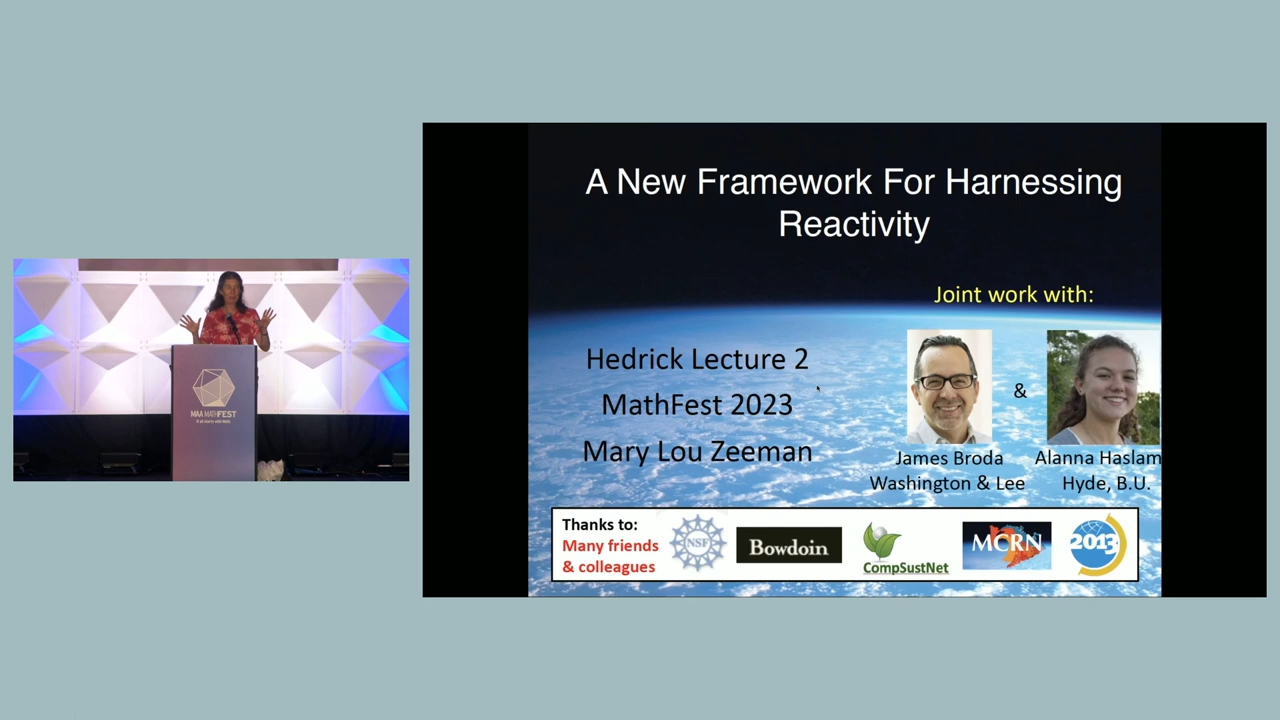 A New Framework For Harnessing
Reactivity
Joint work with:
Hedrick Lecture 2
MathFest 2023
Mary Lou Zeeman
&
James Broda
Washington & Lee
Alanna Haslam
Hyde, B.U.
Thanks to:
Many friends
& colleagues
NSF
Bowdoin
CompSustNet
MCRN
2013
MAA MATHFEST